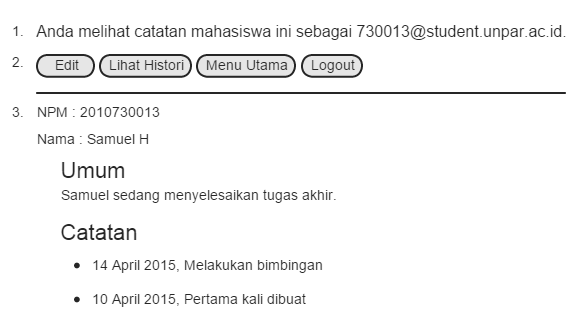 1. Anda melihat catatan mahasiswa ini sebagai 730013@student.unpar.ac.id.
2. Edit Lihat Histori Menu Utama Logout
3. NPM : 2010730013
Nama : Samuel H
Umum
Samuel sedang menyelesaikan tugas akhir.
Catatan
• 14 April 2015, Melakukan bimbingan
• 10 April 2015, Pertama kali dibuat